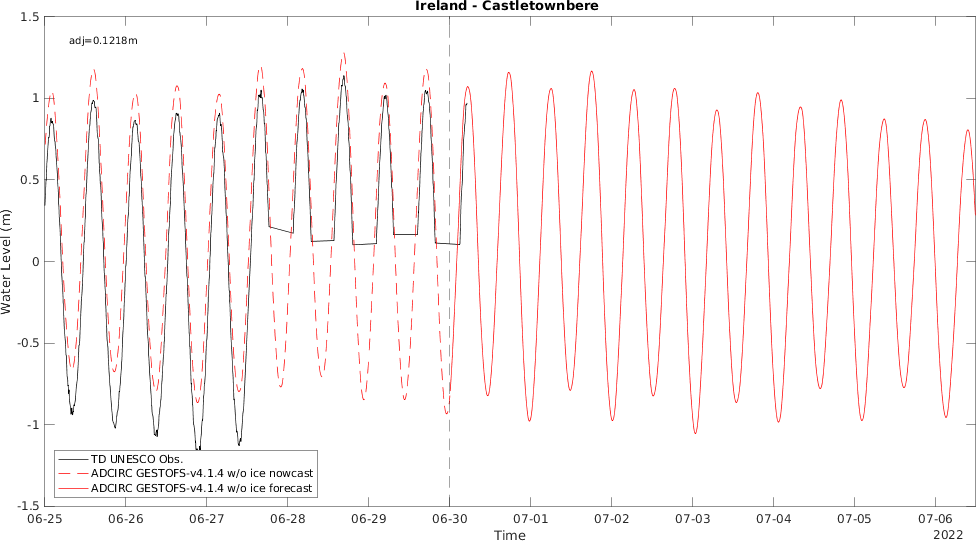 Ireland - Castletownbere
adj=0.1218m
1.5
1
0.5
0
-0.5
-1
-1.5
Water Level (m)
TD UNESCO Obs.
ADCIRC GESTOFS-v4.1.4 w/o ice nowcast
ADCIRC GESTOFS-v4.1.4 w/o ice forecast
06-25 06-26 06-27 06-28 06-29 06-30 07-01 07-02 07-03 07-04 07-05 07-06
Time
2022